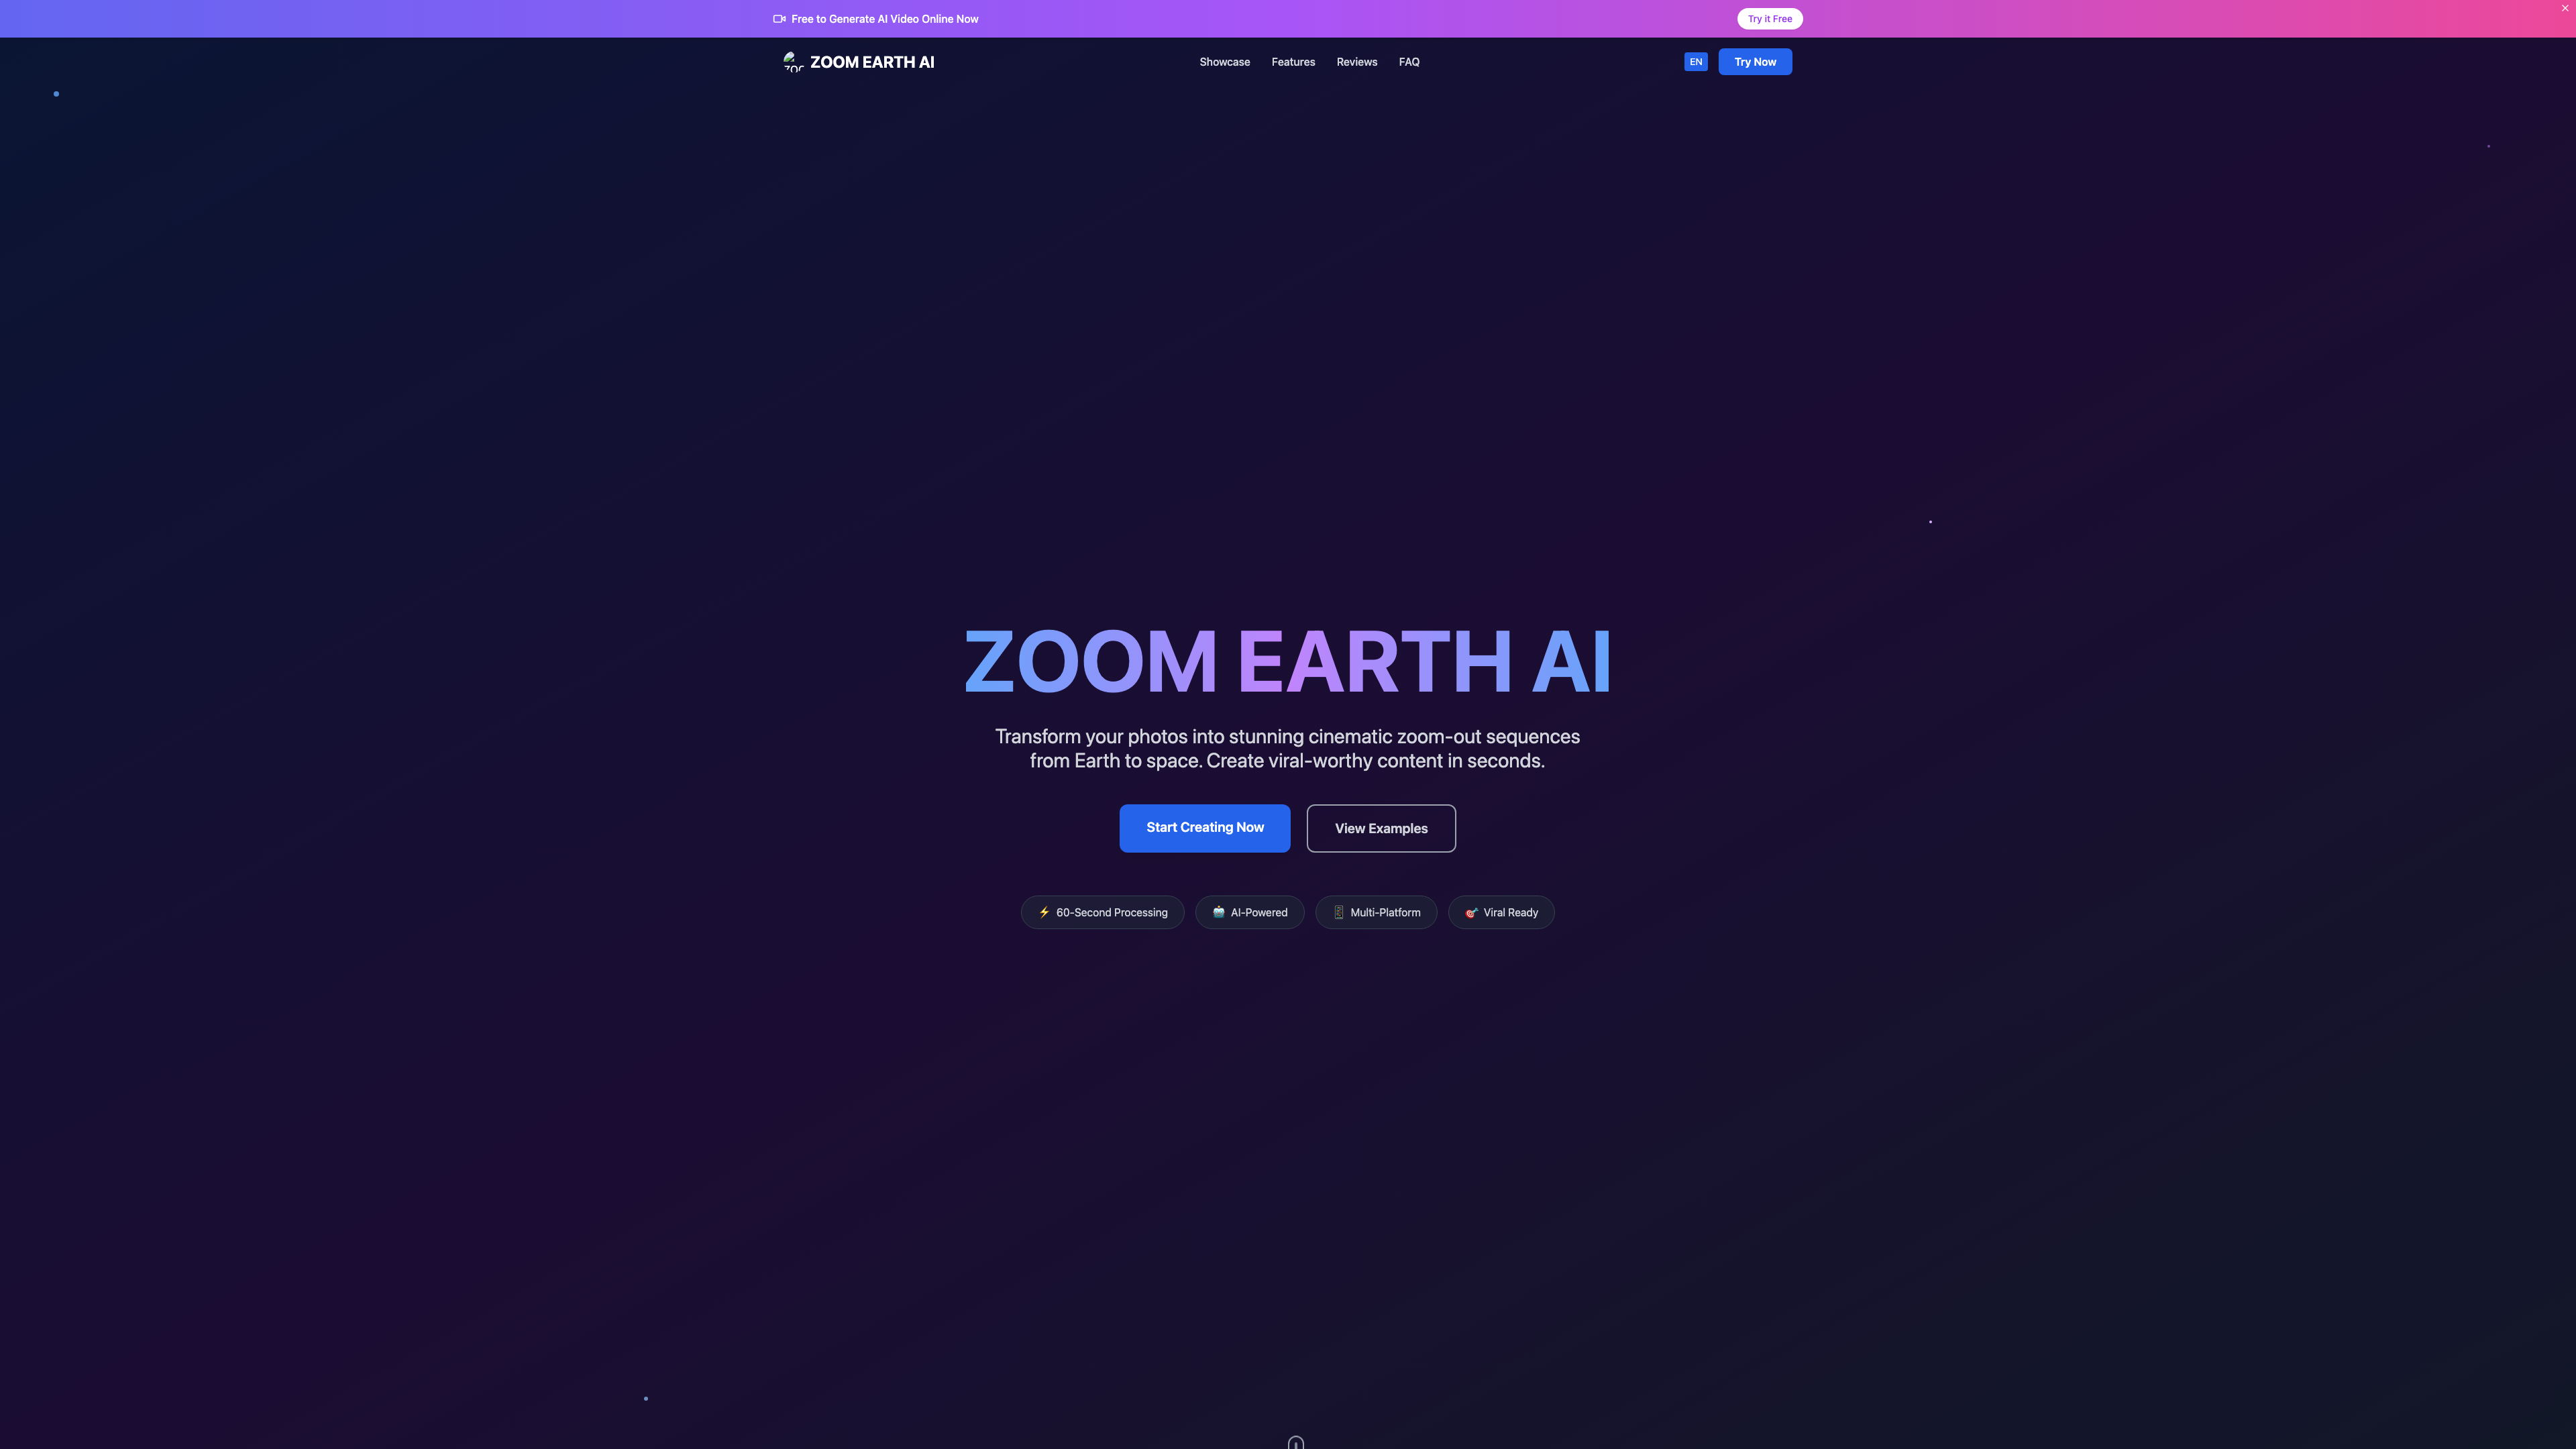 Free to Generate AI Video Online Now
Try it Free
ZOOM EARTH AI
Showcase
Features
Reviews
FAQ
EN
Try Now
ZOOM EARTH AI
Transform your photos into stunning cinematic zoom-out sequences
from Earth to space. Create viral-worthy content in seconds.
Start Creating Now
View Examples
60-Second Processing
AI-Powered
Multi-Platform
Viral Ready